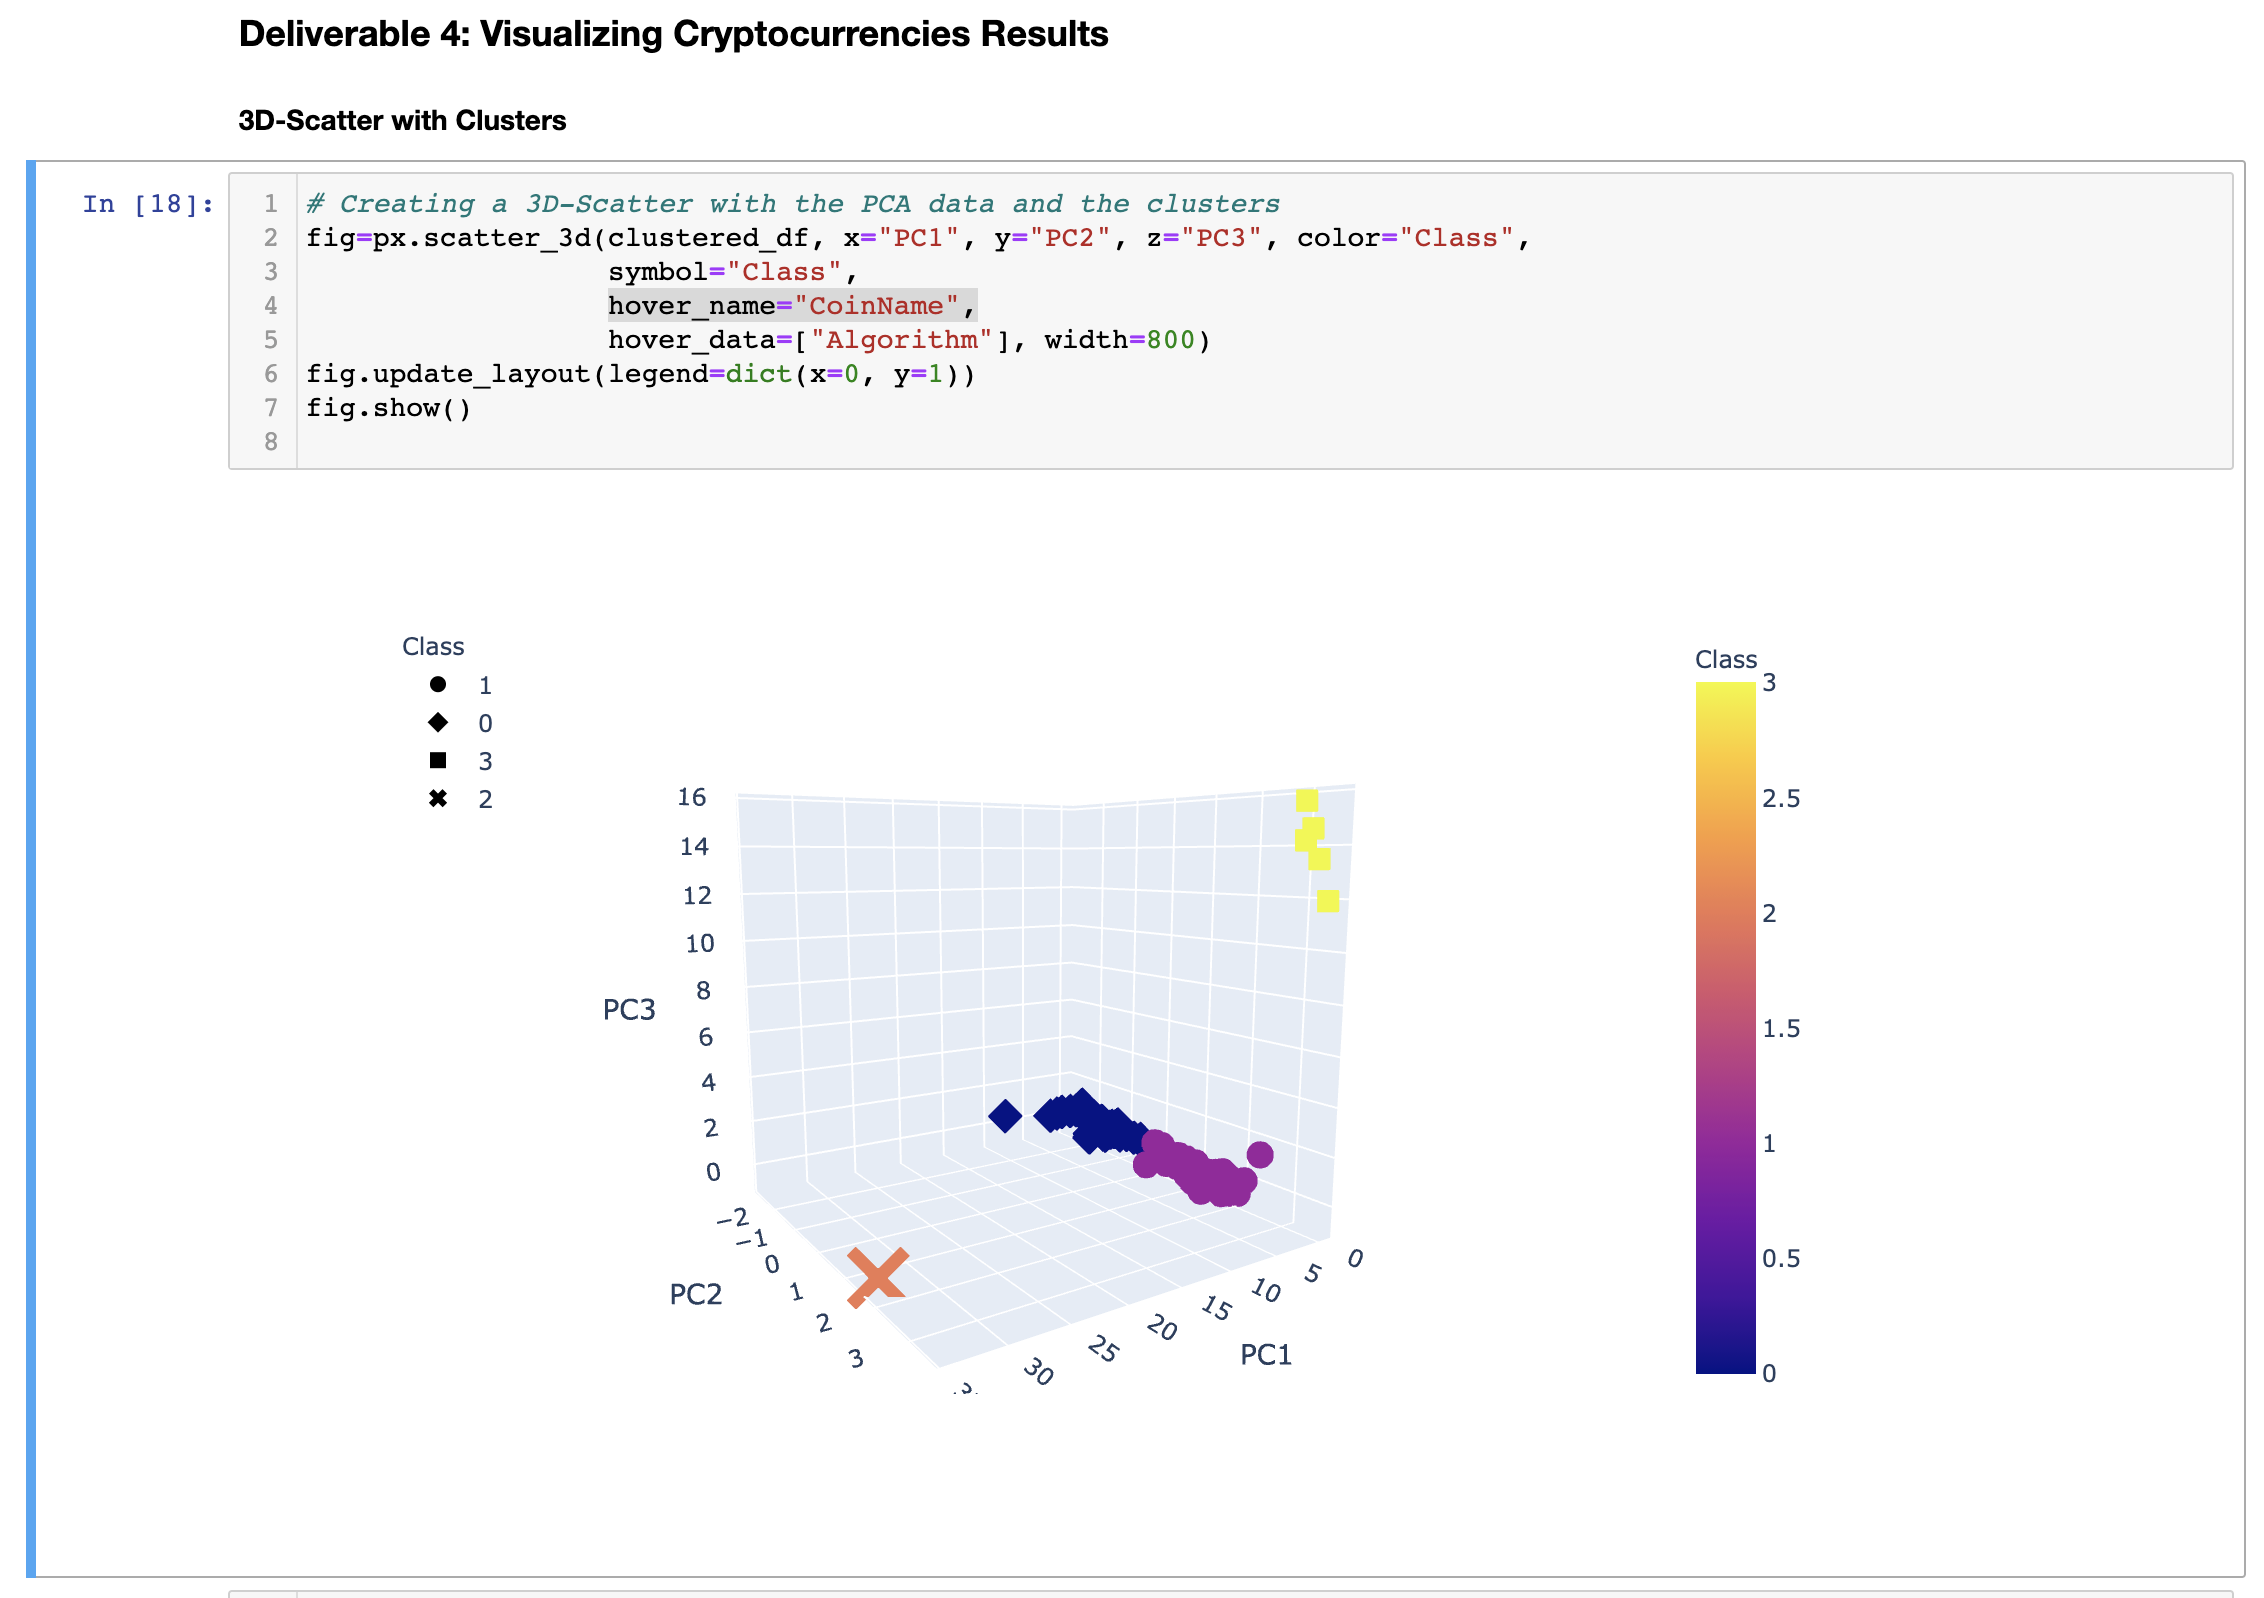 Deliverable 4: Visualizing Cryptocurrencies Results
3D-Scatter with Clusters
In [18]:
1 # Creating a 3D-Scatter with the PCA data and the clusters
2 fig=px.scatter_3d(clustered_df, x="PC1", y="PC2", z="PC3", color="Class",
3 symbol="Class",
4 hover_name="CoinName",
5 hover_data=["Algorithm"], width=800)
6 fig.update_layout(legend=dict(x=0, y=1))
7 fig.show()
8
Class
1
0
3
2
16
14
12
10
8
6
4
2
0
PC3
−2
−1
0
1
2
3
PC2
30
25
20
15
10
5
0
PC1
Class
3
2.5
2
1.5
1
0.5
0